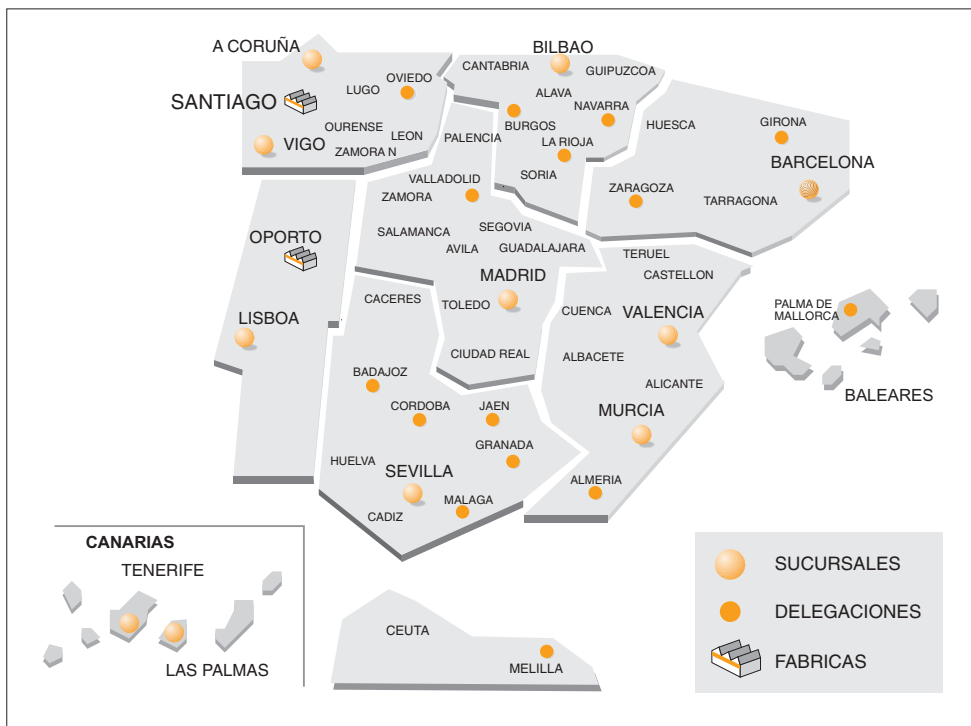 A CORUÑA
BILBAO
CANTABRIA
GUIPUZCOA
OVIEDO
LUGO
ALAVA
SANTIAGO
NAVARRA
BURGOS
HUESCA
GIRONA
OURENSE
LEON
PALENCIA
VIGO
LA RIOJA
ZAMORA N
BARCELONA
SORIA
VALLADOLID
ZARAGOZA
ZAMORA
TARRAGONA
SEGOVIA
SALAMANCA
OPORTO
AVILA
GUADALAJARA
TERUEL
MADRID
CASTELLON
CACERES
TOLEDO
CUENCA
VALENCIA
PALMA DE
MALLORCA
LISBOA
CIUDAD REAL
ALBACETE
BADAJOZ
ALICANTE
BALEARES
CORDOBA
JAEN
MURCIA
GRANADA
HUELVA
SEVILLA
ALMERIA
MALAGA
CADIZ
CANARIAS
TENERIFE
LAS PALMAS
CEUTA
MELILLA
SUCURSALES
DELEGACIONES
FABRICAS